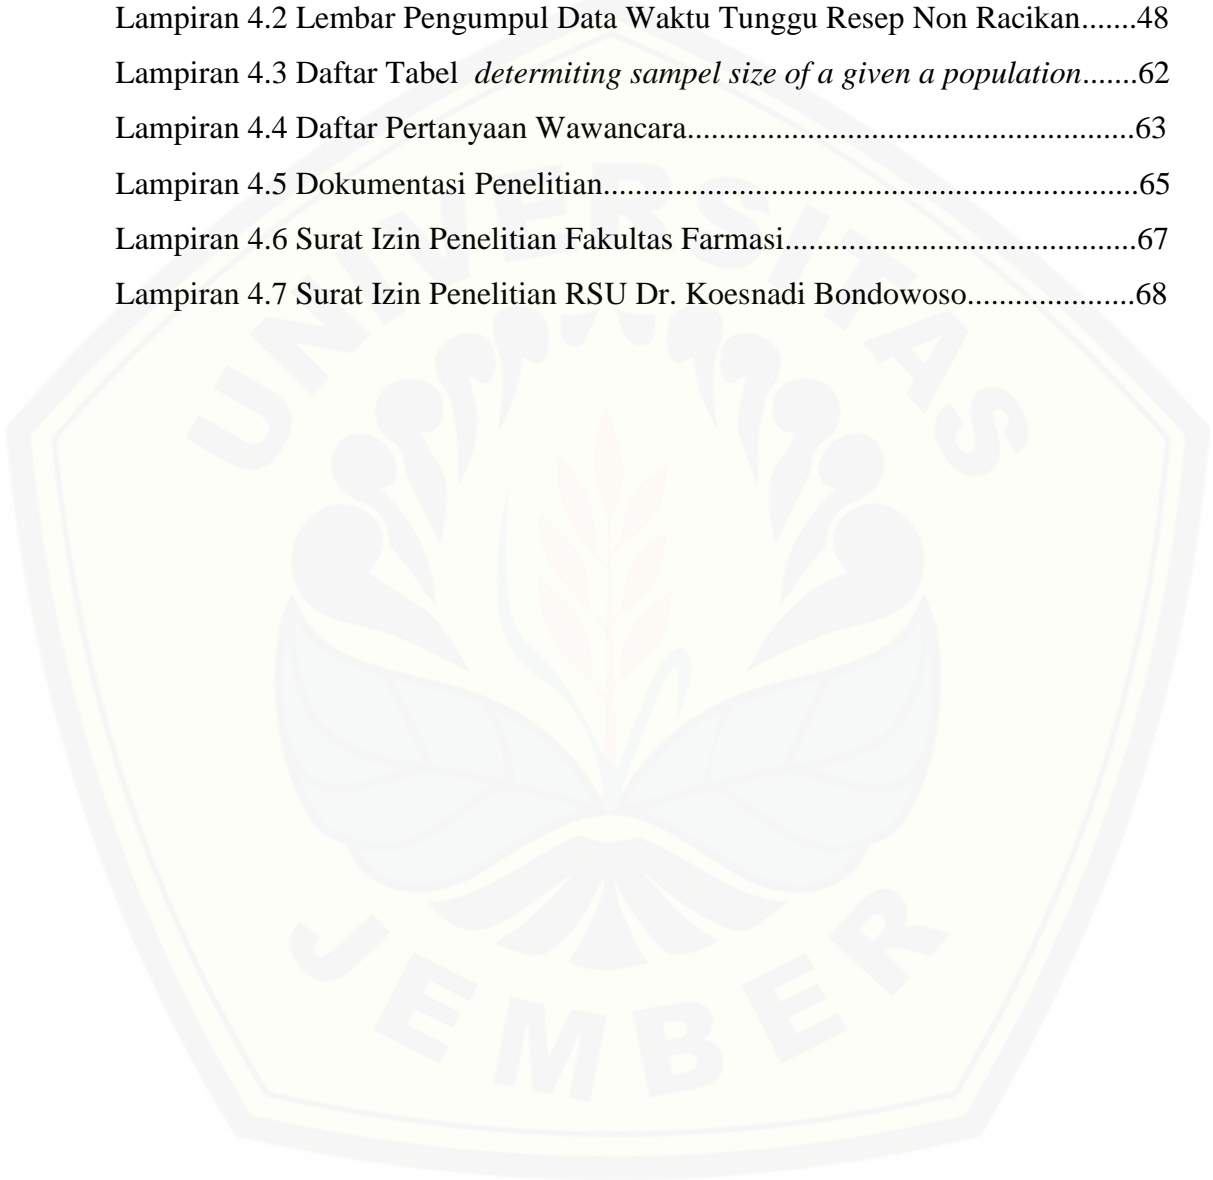 Lampiran 4.2 Lembar Pengumpul Data Waktu Tunggu Resep Non Racikan.......48
Lampiran 4.3 Daftar Tabel determiting sampel size of a given a population.......62
Lampiran 4.4 Daftar Pertanyaan Wawancara........................................................63
Lampiran 4.5 Dokumentasi Penelitian...................................................................65
Lampiran 4.6 Surat Izin Penelitian Fakultas Farmasi............................................67
Lampiran 4.7 Surat Izin Penelitian RSU Dr. Koesnadi Bondowoso.....................68
UNIVERSITAS
JEMBER